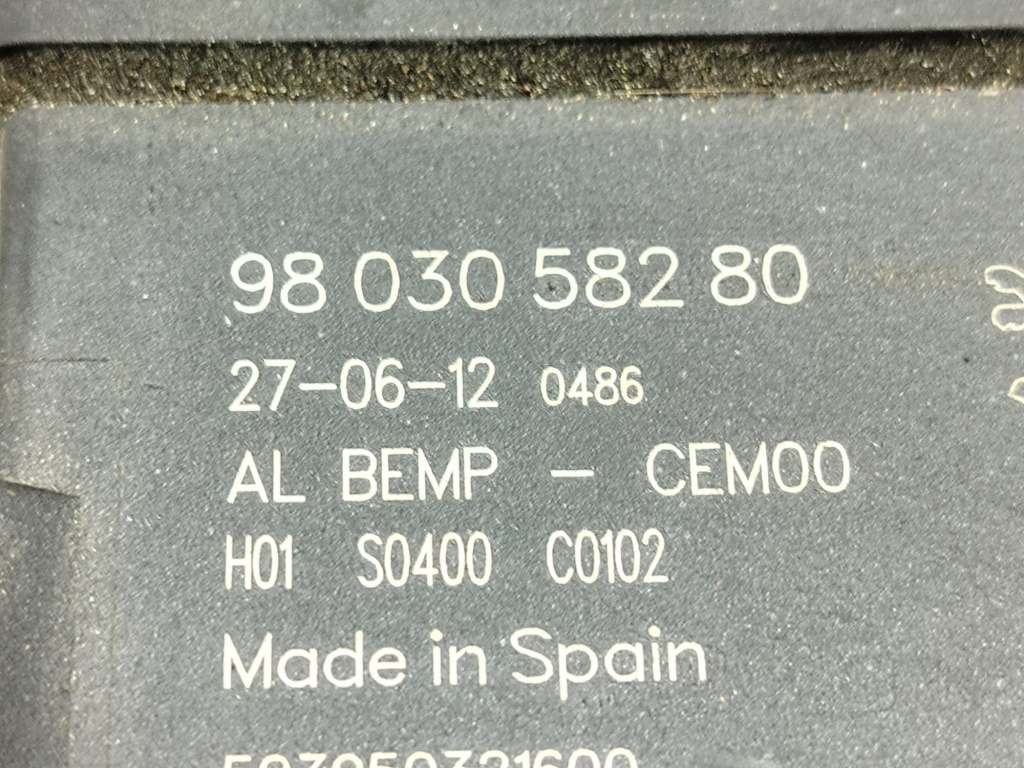 98 030 582 80
27-06-12 0486
AL BEMP - CEM00
H01 S0400 C0102
Made in Spain